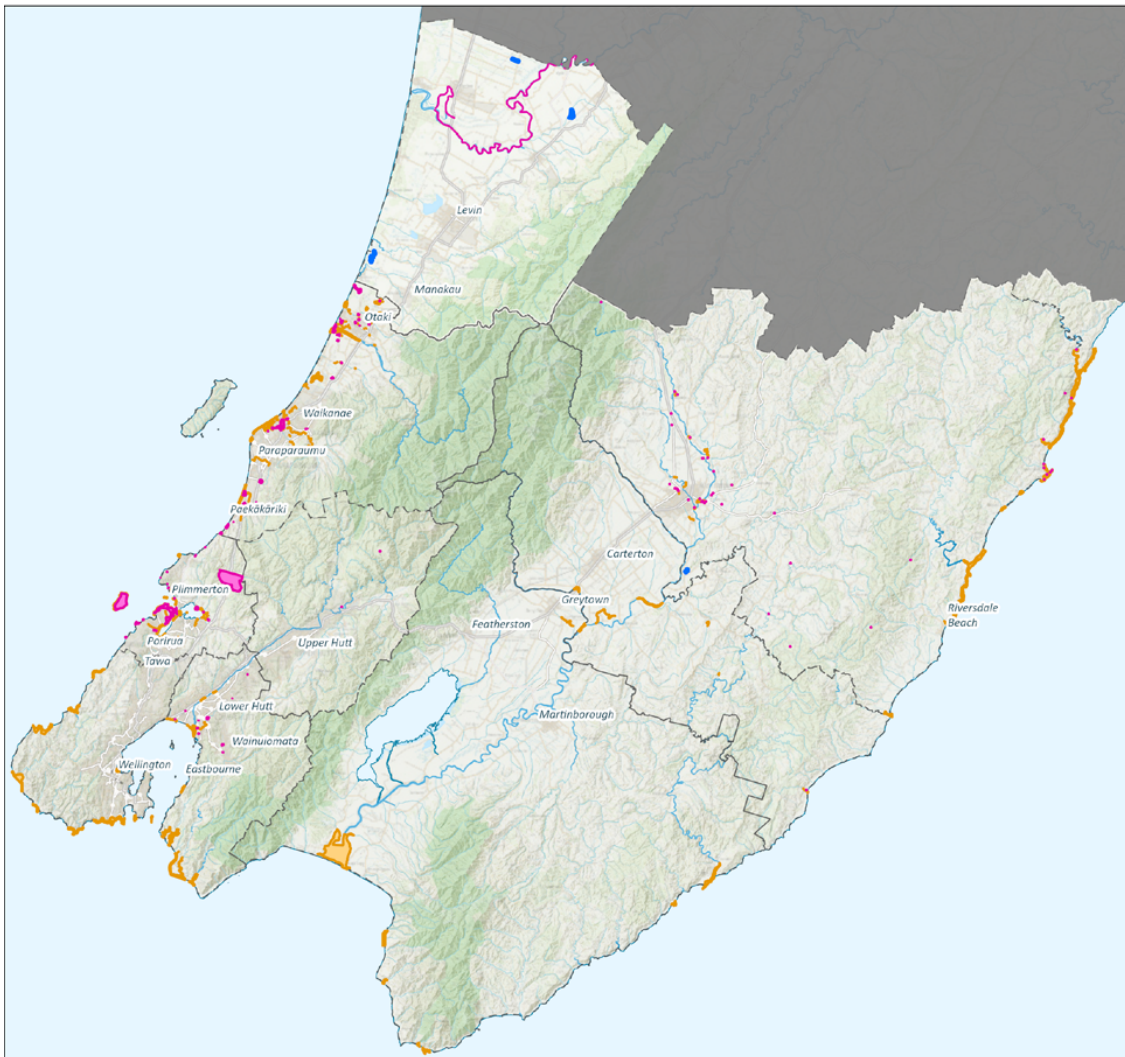 Levin
Manakau
Otaki
Waikanae
Paraparaumu
Paekākāriki
Plimmerton
Porirua
Tawa
Carterton
Greytown
Featherston
Riversdale
Beach
Upper Hutt
Lower Hutt
Martinborough
Wainuiomata
Wellington
Eastbourne